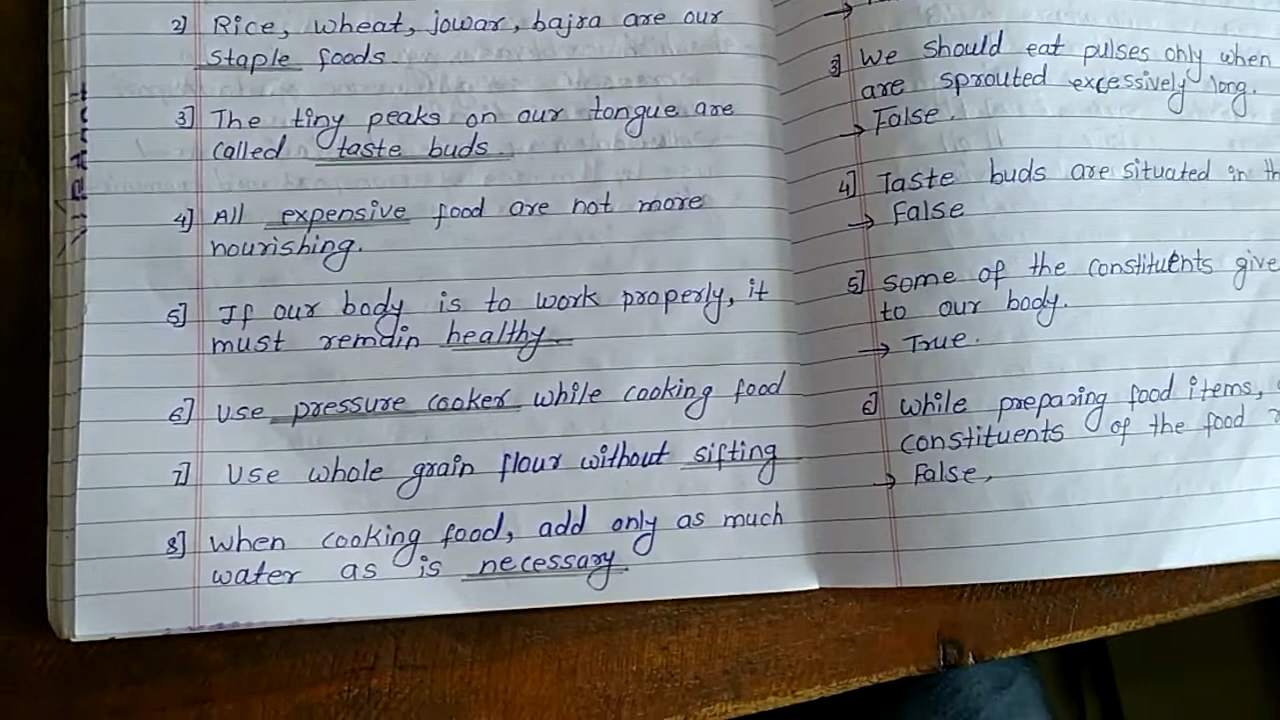 2] Rice, wheat, jowar, bajra are our
staple foods.
3] The tiny peaks on our tongue are
called taste buds
4] All expensive food are not more
nourishing.
5] If our body is to work properly, it
must remain healthy
6] Use pressure cooker while cooking food
7] Use whole grain flour without sifting
8] When cooking food, add only as much
water as is necessary
3] We should eat pulses only when
are sprouted excessively long.
→ False.
4] Taste buds are situated in th
→ False
5] some of the constituents give
to our body.
→ True.
6] while preparing food items,
constituents of the food
→ False,